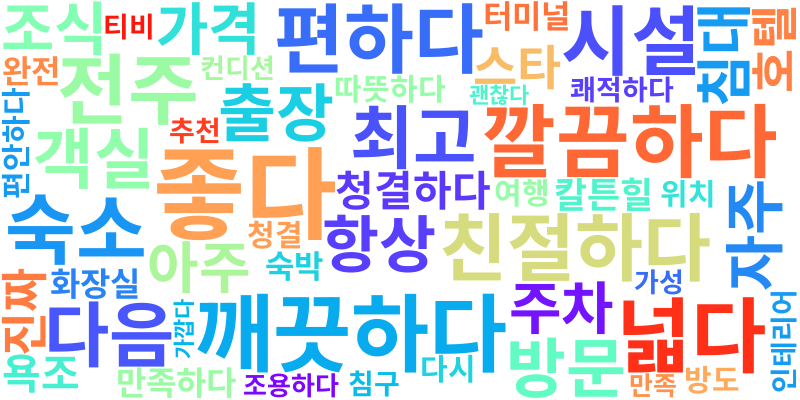 조식
티비
가격
편하다
터미널
시설
침대
호텔
완전
전주
컨디션
스타
따뜻하다
괜찮다
쾌적하다
편안하다
출장
추천
최고
깔끔하다
객실
좋다
청결하다
여행
칼튼힐
위치
숙소
청결
항상
친절하다
자주
아주
숙박
진짜
화장실
가성
다음
가깝다
깨끗하다
주차
넓다
인테리어
욕조
만족하다
조용하다
침구
다시
방문
만족
방도